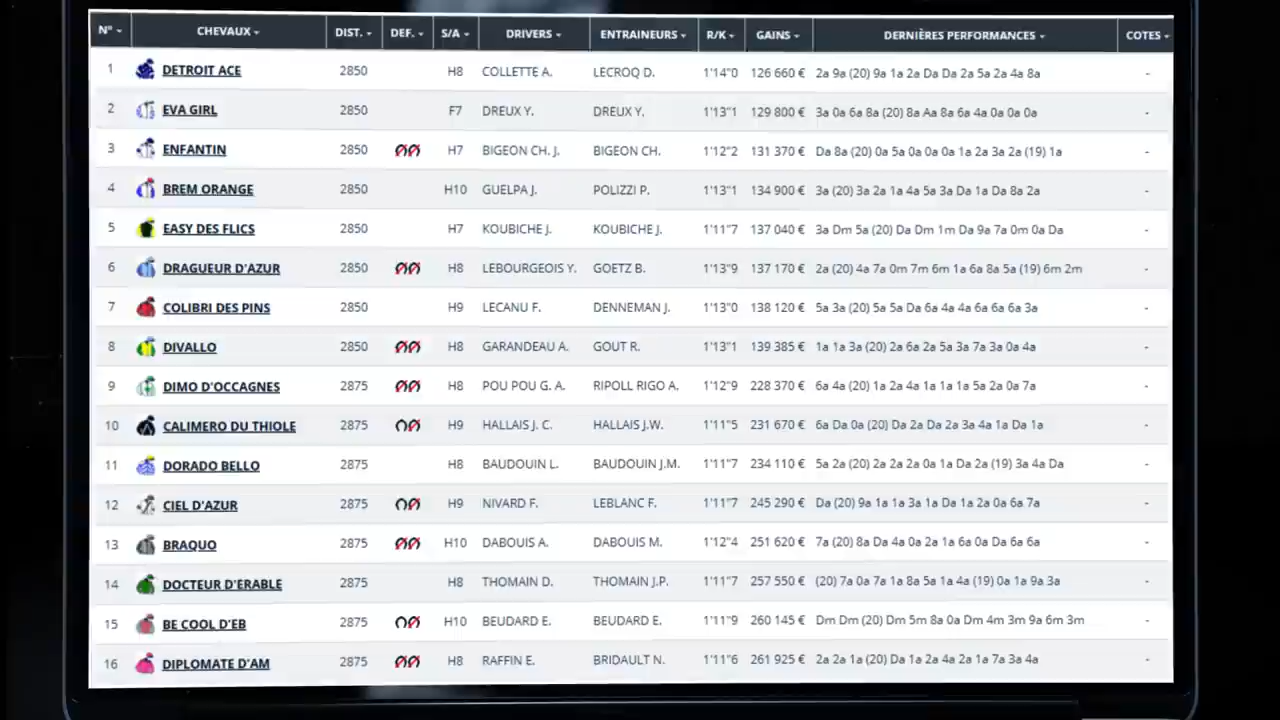 N° CHEVAUX DIST. DEF. S/A DRIVERS ENTRAINEURS R/K GAINS DERNIÈRES PERFORMANCES COTES
1 DETROIT ACE 2850 H8 COLLETTE A. LECROQ D. 1'14"0 126 660 € 2a 9a (20) 9a 1a 2a Da Da 2a 5a 2a 4a 8a -
2 EVA GIRL 2850 F7 DREUX Y. DREUX Y. 1'13"1 129 800 € 3a 0a 6a 8a (20) 8a Aa 8a 6a 4a 0a 0a 0a -
3 ENFANTIN 2850 H7 BIGEON CH. J. BIGEON CH. 1'12"2 131 370 € Da 8a (20) 0a 5a 0a 0a 0a 1a 2a 3a 2a (19) 1a -
4 BREM ORANGE 2850 H10 GUELPA J. POLIZZI P. 1'13"1 134 900 € 3a (20) 3a 2a 1a 4a 5a 3a Da 1a Da 8a 2a -
5 EASY DES FLICS 2850 H7 KOUBICHE J. KOUBICHE J. 1'11"7 137 040 € 3a Dm 5a (20) Da Dm 1m Da 9a 7a 0m 0a Da -
6 DRAGUEUR D'AZUR 2850 H8 LEBOURGEOIS Y. GOETZ B. 1'13"9 137 170 € 2a (20) 4a 7a 0m 7m 6m 1a 6a 8a 5a (19) 6m 2m -
7 COLIBRI DES PINS 2850 H9 LECANU F. DENNEMAN J. 1'13"0 138 120 € 5a 3a (20) 5a 5a Da 6a 4a 4a 6a 6a 6a 3a -
8 DIVALLO 2850 H8 GARANDEAU A. GOUT R. 1'13"1 139 385 € 1a 1a 3a (20) 2a 6a 2a 5a 3a 7a 3a 0a 4a -
9 DIMO D'OCCAGNES 2875 H8 POU POU G. A. RIPOLL RIGO A. 1'12"9 228 370 € 6a 4a (20) 1a 2a 4a 1a 1a 1a 5a 2a 0a 7a -
10 CALIMERO DU THIOLE 2875 H9 HALLAIS J. C. HALLAIS J.W. 1'11"5 231 670 € 6a Da 0a (20) Da 2a Da 2a 3a 4a 1a Da 1a -
11 DORADO BELLO 2875 H8 BAUDOUIN L. BAUDOUIN J.M. 1'11"7 234 110 € 5a 2a (20) 2a 2a 2a 0a 1a Da 2a (19) 3a 4a Da -
12 CIEL D'AZUR 2875 H9 NIVARD F. LEBLANC F. 1'11"7 245 290 € Da (20) 9a 1a 1a 3a 1a Da 1a 2a 0a 6a 7a -
13 BRAQUO 2875 H10 DABOUIS A. DABOUIS M. 1'12"4 251 620 € 7a (20) 8a Da 4a 0a 2a 1a 6a 0a Da 6a 6a -
14 DOCTEUR D'ERABLE 2875 H8 THOMAIN D. THOMAIN J.P. 1'11"7 257 550 € (20) 7a 0a 7a 1a 8a 5a 1a 4a (19) 0a 1a 9a 3a -
15 BE COOL D'EB 2875 H10 BEUDARD E. BEUDARD E. 1'11"9 260 145 € Dm Dm (20) Dm 5m 8a 0a Dm 4m 3m 9a 6m 3m -
16 DIPLOMATE D'AM 2875 H8 RAFFIN E. BRIDAULT N. 1'11"6 261 925 € 2a 2a 1a (20) Da 1a 2a 4a 2a 1a 7a 3a 4a -